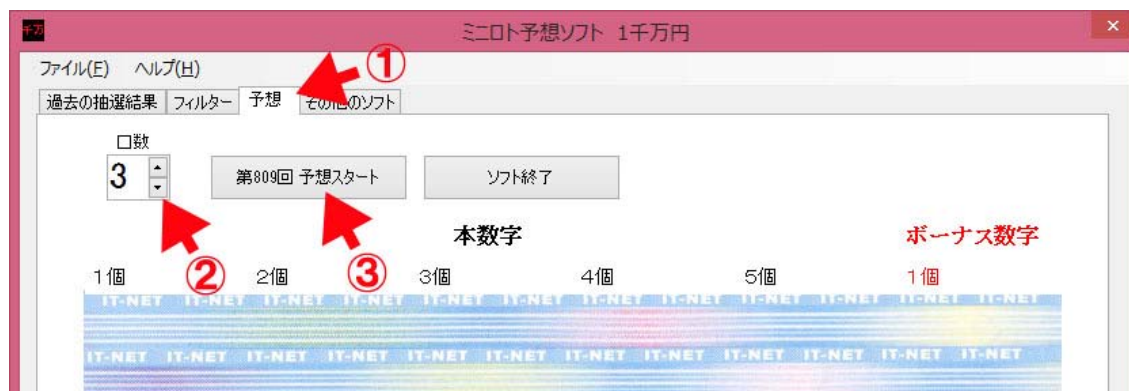 千万 ミニロト予想ソフト 1千万円 ×
ファイル(F) ヘルプ(H) ①
過去の抽選結果 フィルター 予想 その他のソフト
口数
3 第809回 予想スタート ソフト終了
本数字 ボーナス数字
1個 ② 2個 ③ 3個 4個 5個 1個
IT-NET IT-NET IT-NET IT-NET IT-NET IT-NET IT-NET IT-NET IT-NET IT-NET IT-NET IT-NET
IT-NET IT-NET IT-NET IT-NET IT-NET IT-NET IT-NET IT-NET IT-NET IT-NET IT-NET IT-NET